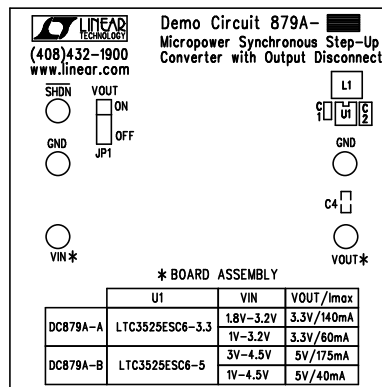 LINEAR
TECHNOLOGY
(408)432-1900
www.linear.com
Demo Circuit 879A-
Micropower Synchronous Step-Up
Converter with Output Disconnect
SHDN
VOUT
ON
OFF
JP1
L1
C1
U1
C2
GND
GND
C4
VIN*
VOUT*
* BOARD ASSEMBLY
U1 VIN VOUT/Imax
DC879A-A LTC3525ESC6-3.3 1.8V-3.2V 3.3V/140mA
1V-3.2V 3.3V/60mA
DC879A-B LTC3525ESC6-5 3V-4.5V 5V/175mA
1V-4.5V 5V/40mA